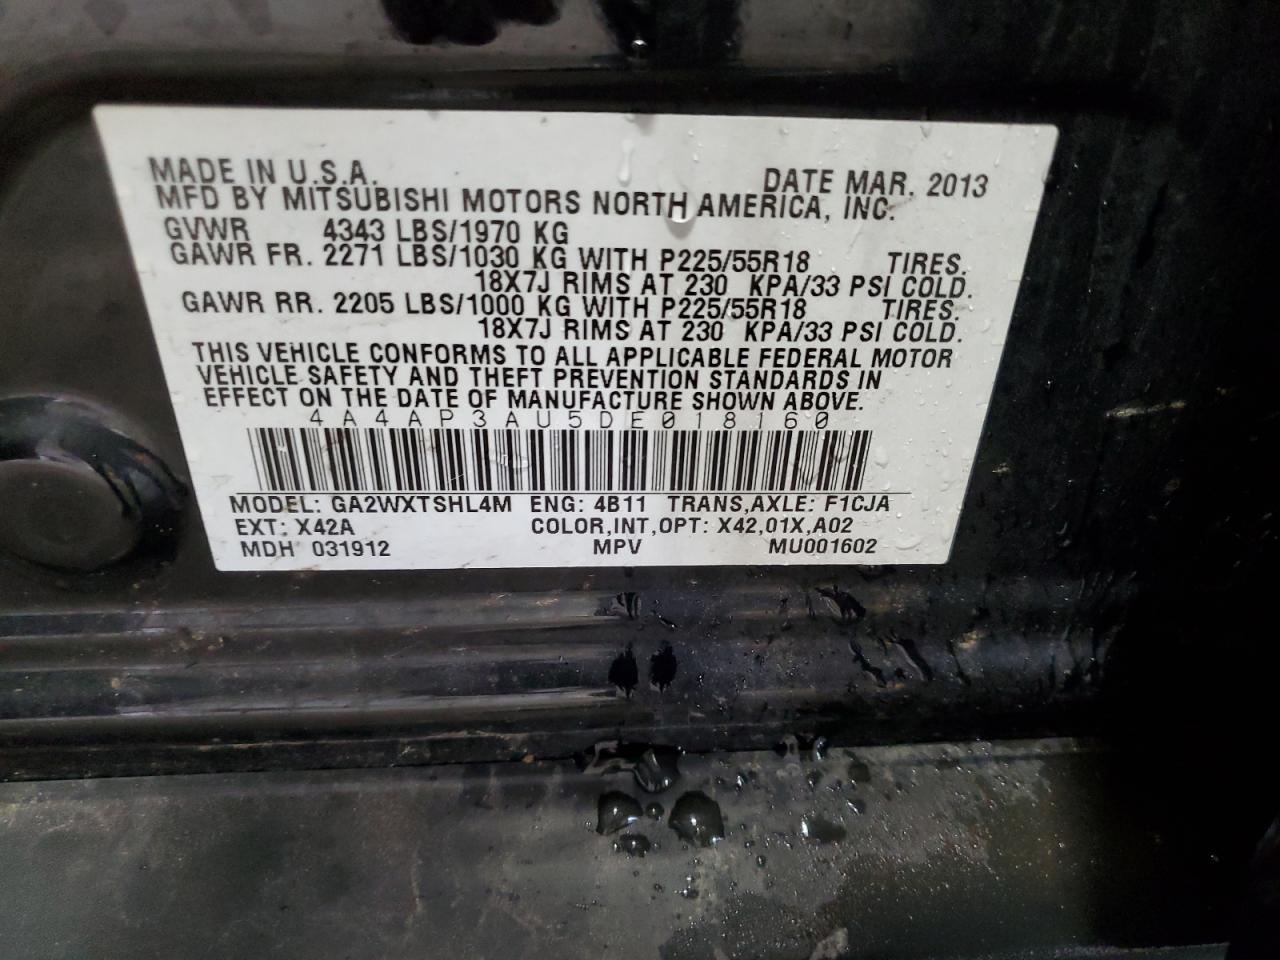 MADE IN U.S.A. DATE MAR. 2013
MFD BY MITSUBISHI MOTORS NORTH AMERICA, INC.
GVWR 4343 LBS/1970 KG
GAWR FR. 2271 LBS/1030 KG WITH P225/55R18 TIRES.
18X7J RIMS AT 230 KPA/33 PSI COLD.
GAWR RR. 2205 LBS/1000 KG WITH P225/55R18 TIRES.
18X7J RIMS AT 230 KPA/33 PSI COLD.
THIS VEHICLE CONFORMS TO ALL APPLICABLE FEDERAL MOTOR
VEHICLE SAFETY AND THEFT PREVENTION STANDARDS IN
EFFECT ON THE DATE OF MANUFACTURE SHOWN ABOVE.
4A4AP3AU5DE018160
MODEL: GA2WXTSHL4M ENG: 4B11 TRANS,AXLE: F1CJA
EXT: X42A COLOR,INT,OPT: X42,01X,A02
MDH 031912 MPV MU001602